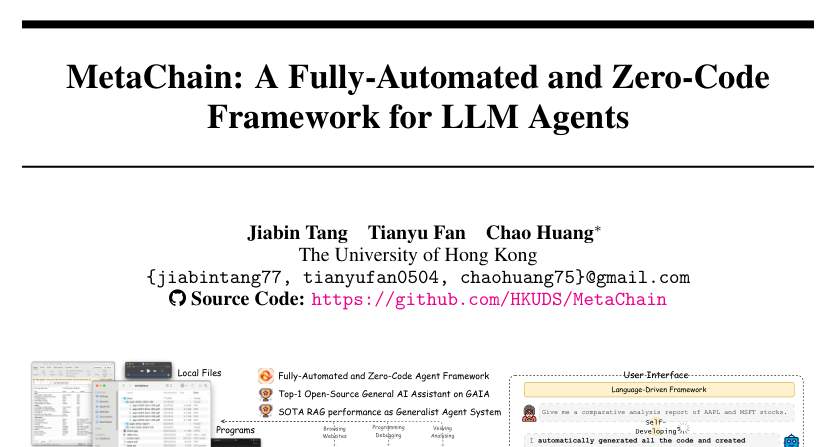 MetaChain: A Fully-Automated and Zero-Code
Framework for LLM Agents
Jiabin Tang Tianyu Fan Chao Huang*
The University of Hong Kong
{jiabintang77, tianyufan0504, chaohuang75}@gmail.com
Source Code: https://github.com/HKUDS/MetaChain
Local Files
Programs
Fully-Automated and Zero-Code Agent Framework
Top-1 Open-Source General AI Assistant on GAIA
SOTA RAG performance as Generalist Agent System
Browsing
Websites
Programming
Debugging
Viewing
Analysing
User Interface
Language-Driven Framework
Give me a comparative analysis report of AAPL and MSFT stocks.
Self-
Developing
I automatically generated all the code and created